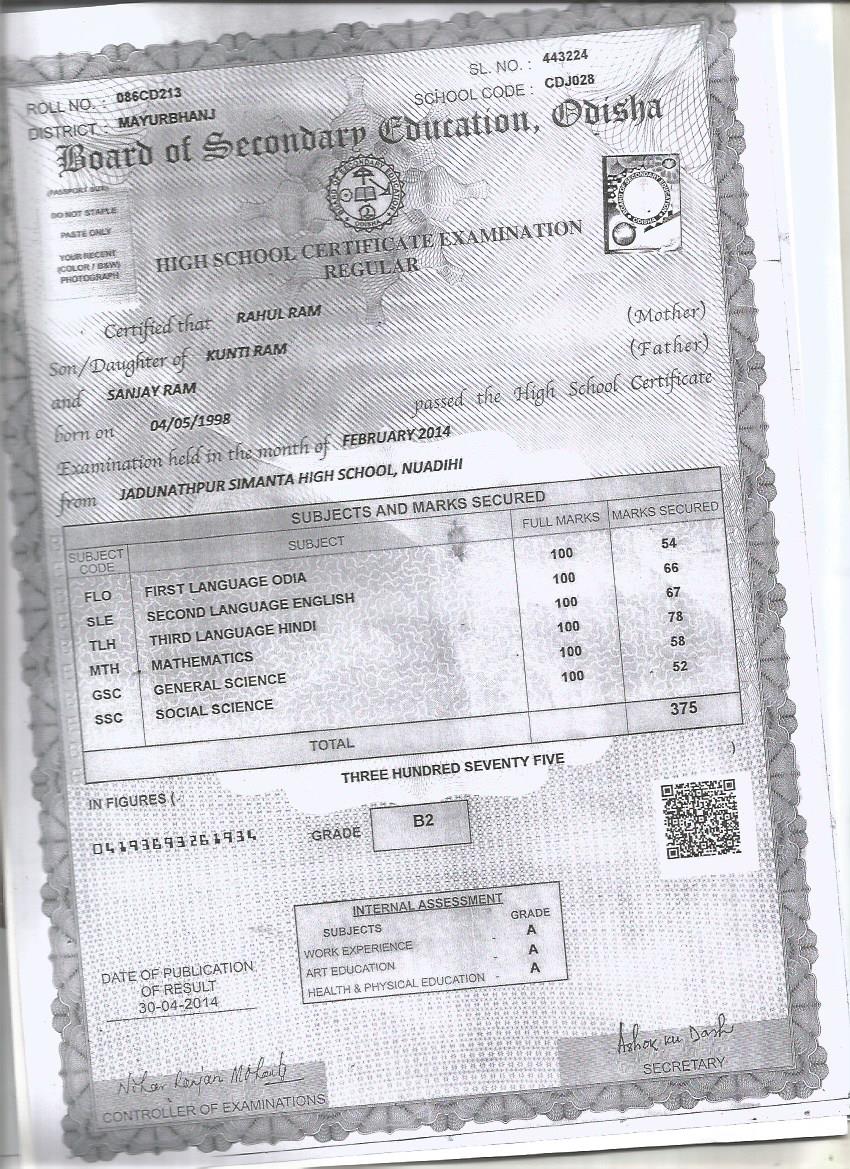 ROLL NO. : 086CD213
SL. NO. : 443224
DISTRICT : MAYURBHANJ
SCHOOL CODE : CDJ028
Board of Secondary Education, Odisha
(PASSPORT SIZE)
DO NOT STAPLE
PASTE ONLY
YOUR RECENT
(COLOR / B&W)
PHOTOGRAPH
BOARD OF SECONDARY EDUCATION
ODISHA
HIGH SCHOOL CERTIFICATE EXAMINATION
REGULAR
Certified that RAHUL RAM
Son/Daughter of KUNTI RAM (Mother)
and SANJAY RAM (Father)
born on 04/05/1998 passed the High School Certificate
Examination held in the month of FEBRUARY 2014
from JADUNATHPUR SIMANTA HIGH SCHOOL, NUADIHI
SUBJECTS AND MARKS SECURED
SUBJECT CODE SUBJECT FULL MARKS MARKS SECURED
FLO FIRST LANGUAGE ODIA 100 54
SLE SECOND LANGUAGE ENGLISH 100 66
TLH THIRD LANGUAGE HINDI 100 67
MTH MATHEMATICS 100 78
GSC GENERAL SCIENCE 100 58
SSC SOCIAL SCIENCE 100 52
TOTAL 375
THREE HUNDRED SEVENTY FIVE
IN FIGURES ( )
04193693261934
GRADE B2
INTERNAL ASSESSMENT
SUBJECTS GRADE
WORK EXPERIENCE - A
ART EDUCATION - A
HEALTH & PHYSICAL EDUCATION - A
DATE OF PUBLICATION
OF RESULT
30-04-2014
Nihar Ranjan Mohanty
CONTROLLER OF EXAMINATIONS
Ashok Ku Dash
SECRETARY